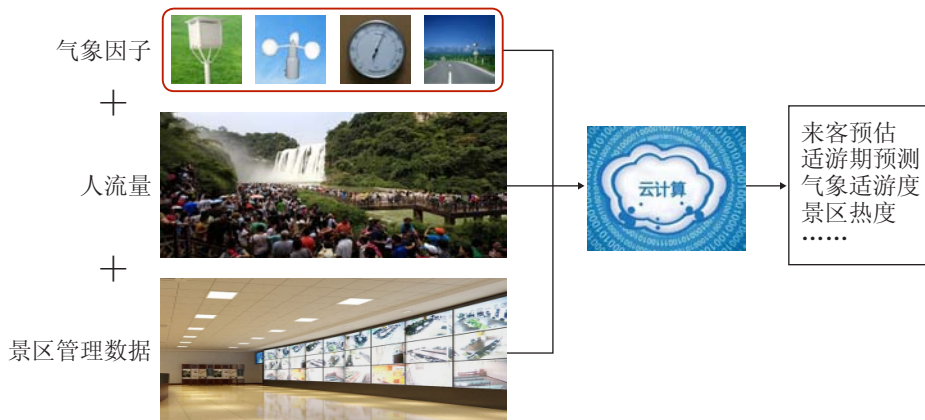 气象因子
+
人流量
+
景区管理数据
云计算
来客预估
适游期预测
气象适游度
景区热度
……